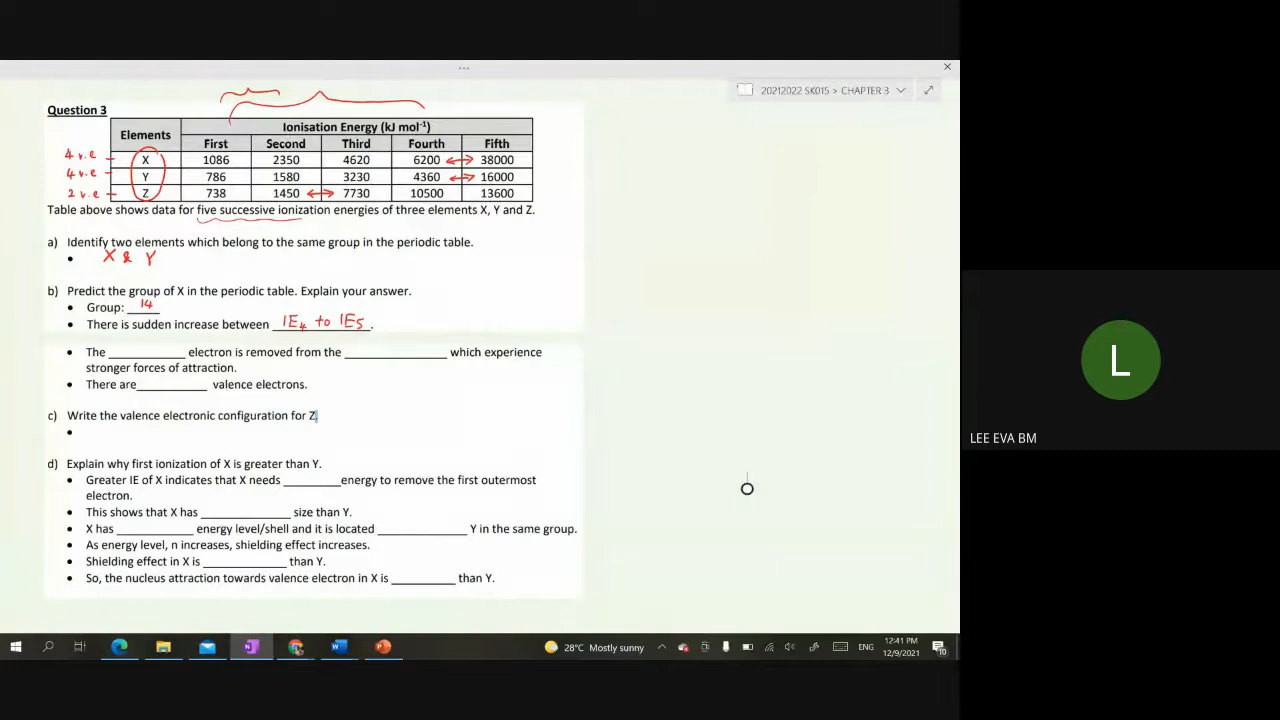 20212022 SK015 > CHAPTER 3
Question 3
Elements Ionisation Energy (kJ mol-1)
First Second Third Fourth Fifth
4 v.e X 1086 2350 4620 6200 38000
4 v.e Y 786 1580 3230 4360 16000
2 v.e Z 738 1450 7730 10500 13600
Table above shows data for five successive ionization energies of three elements X, Y and Z.
a) Identify two elements which belong to the same group in the periodic table.
• X & Y
b) Predict the group of X in the periodic table. Explain your answer.
• Group: 14
• There is sudden increase between IE4 to IE5.
• The __________ electron is removed from the __________ which experience
stronger forces of attraction.
• There are__________ valence electrons.
c) Write the valence electronic configuration for Z.
•
d) Explain why first ionization of X is greater than Y.
• Greater IE of X indicates that X needs ________energy to remove the first outermost
electron.
• This shows that X has __________ size than Y.
• X has __________ energy level/shell and it is located __________ Y in the same group.
• As energy level, n increases, shielding effect increases.
• Shielding effect in X is __________ than Y.
• So, the nucleus attraction towards valence electron in X is ________ than Y.
L
LEE EVA BM
28°C Mostly sunny
ENG
12:41 PM
12/9/2021
10